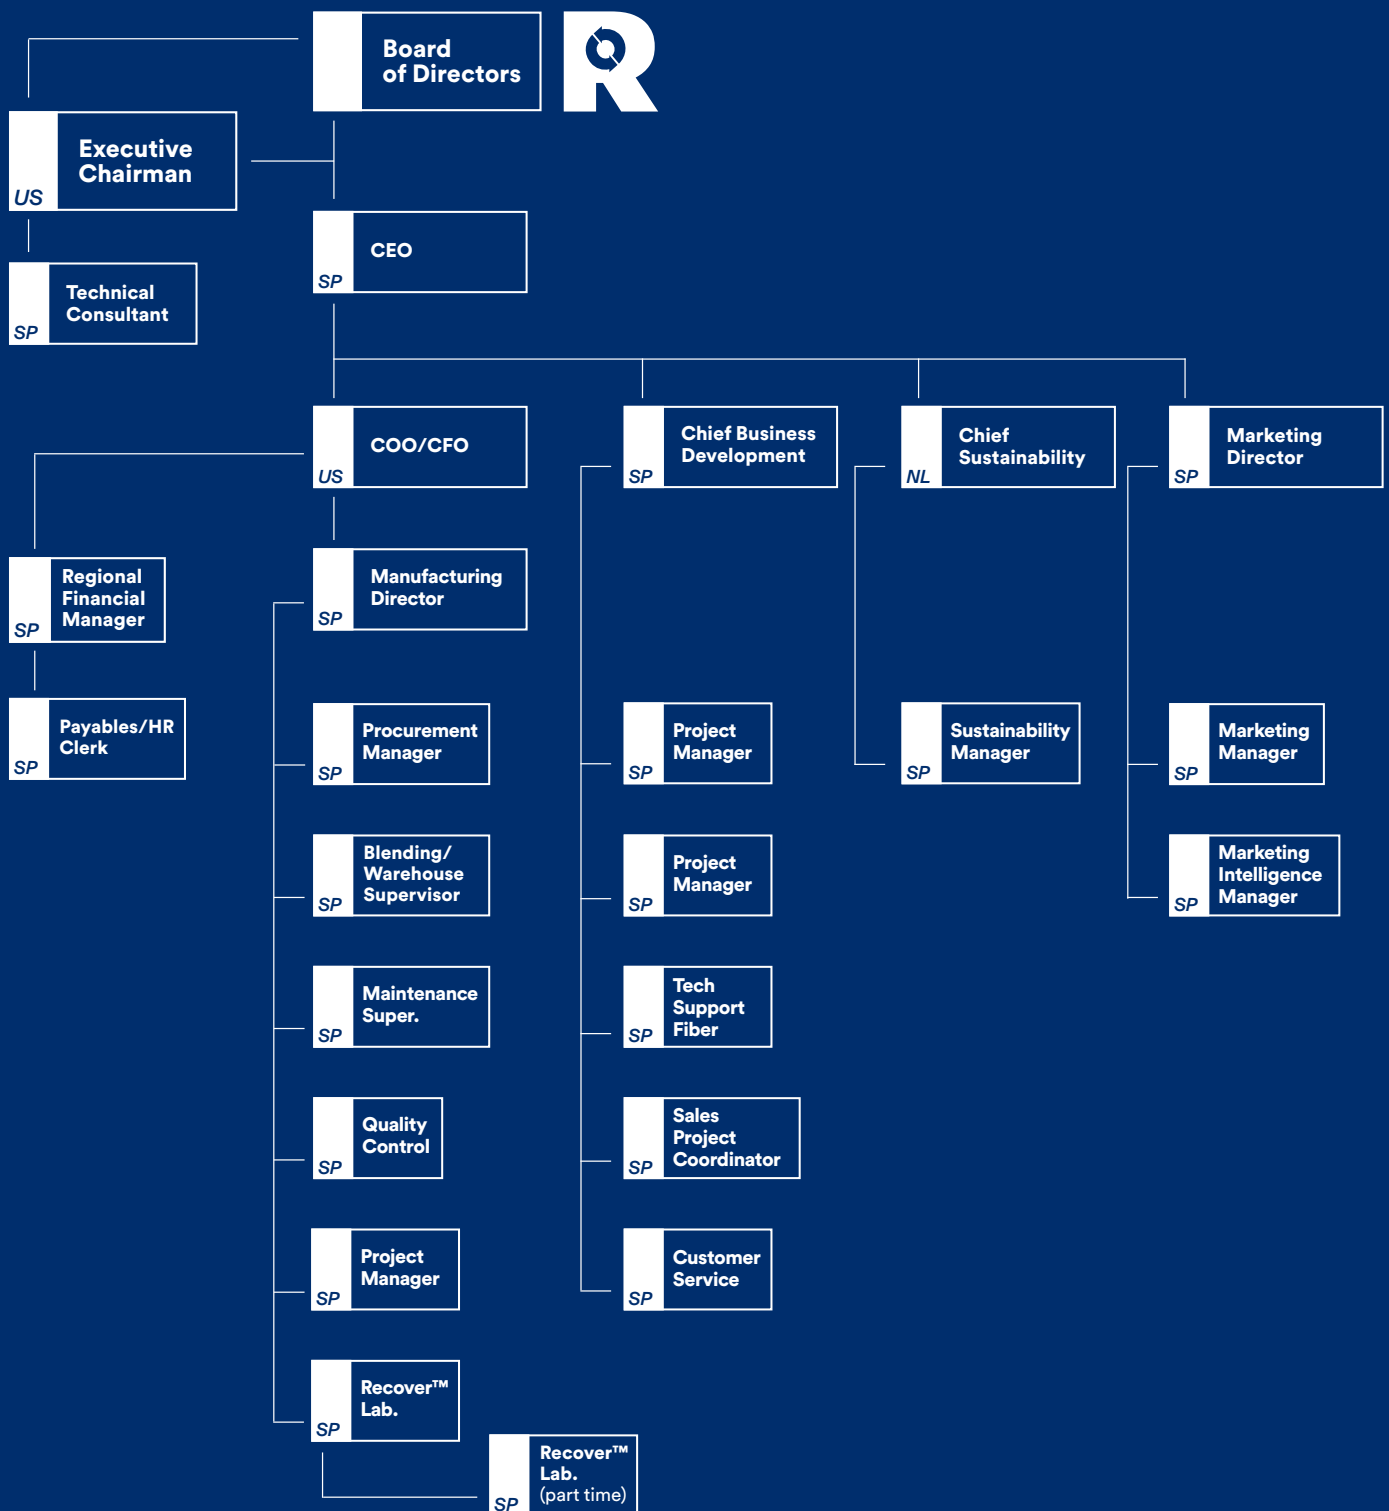 Board
of Directors
R
Executive
Chairman
US
CEO
SP
Technical
Consultant
SP
COO/CFO
US
Chief Business
Development
SP
Chief
Sustainability
NL
Marketing
Director
SP
Regional
Financial
Manager
SP
Manufacturing
Director
SP
Payables/HR
Clerk
SP
Procurement
Manager
SP
Project
Manager
SP
Sustainability
Manager
SP
Marketing
Manager
SP
Blending/
Warehouse
Supervisor
SP
Project
Manager
SP
Marketing
Intelligence
Manager
SP
Maintenance
Super.
SP
Tech
Support
Fiber
SP
Quality
Control
SP
Sales
Project
Coordinator
SP
Project
Manager
SP
Customer
Service
SP
Recover™
Lab.
SP
Recover™
Lab.
(part time)
SP